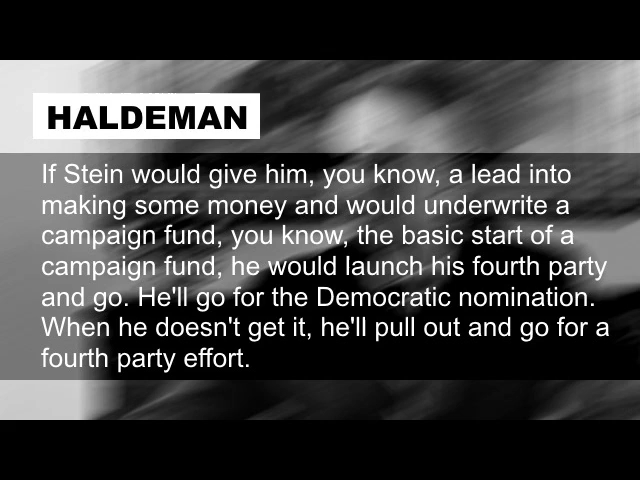 HALDEMAN
If Stein would give him, you know, a lead into
making some money and would underwrite a
campaign fund, you know, the basic start of a
campaign fund, he would launch his fourth party
and go. He'll go for the Democratic nomination.
When he doesn't get it, he'll pull out and go for a
fourth party effort.